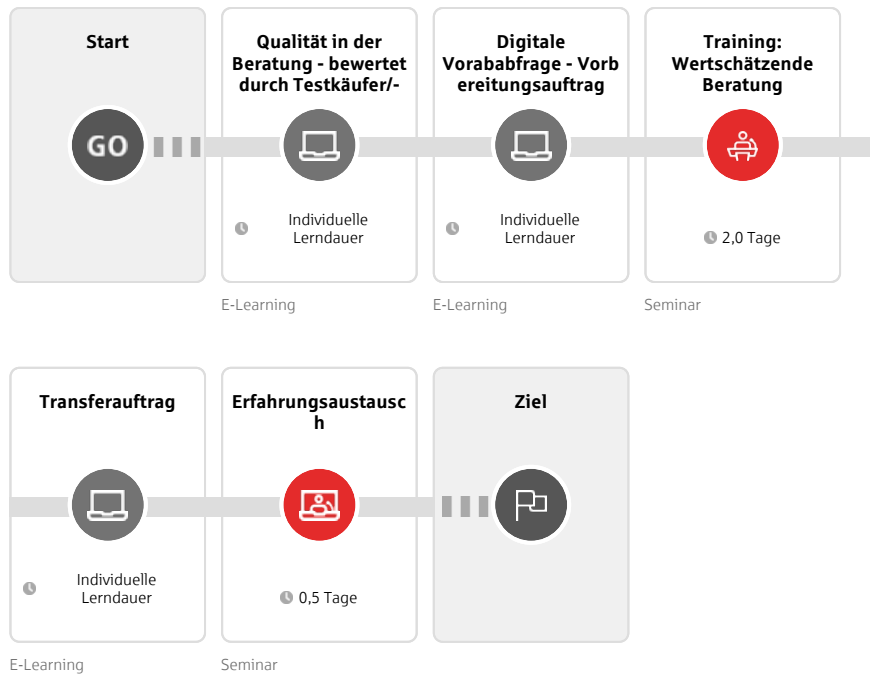 Start
GO
Qualität in der
Beratung - bewertet
durch Testkäufer/-
Individuelle
Lerndauer
E-Learning
Digitale
Vorababfrage - Vorb
ereitungsauftrag
Individuelle
Lerndauer
E-Learning
Training:
Wertschätzende
Beratung
2,0 Tage
Seminar
Transferauftrag
Individuelle
Lerndauer
E-Learning
Erfahrungsaustausc
h
0,5 Tage
Seminar
Ziel